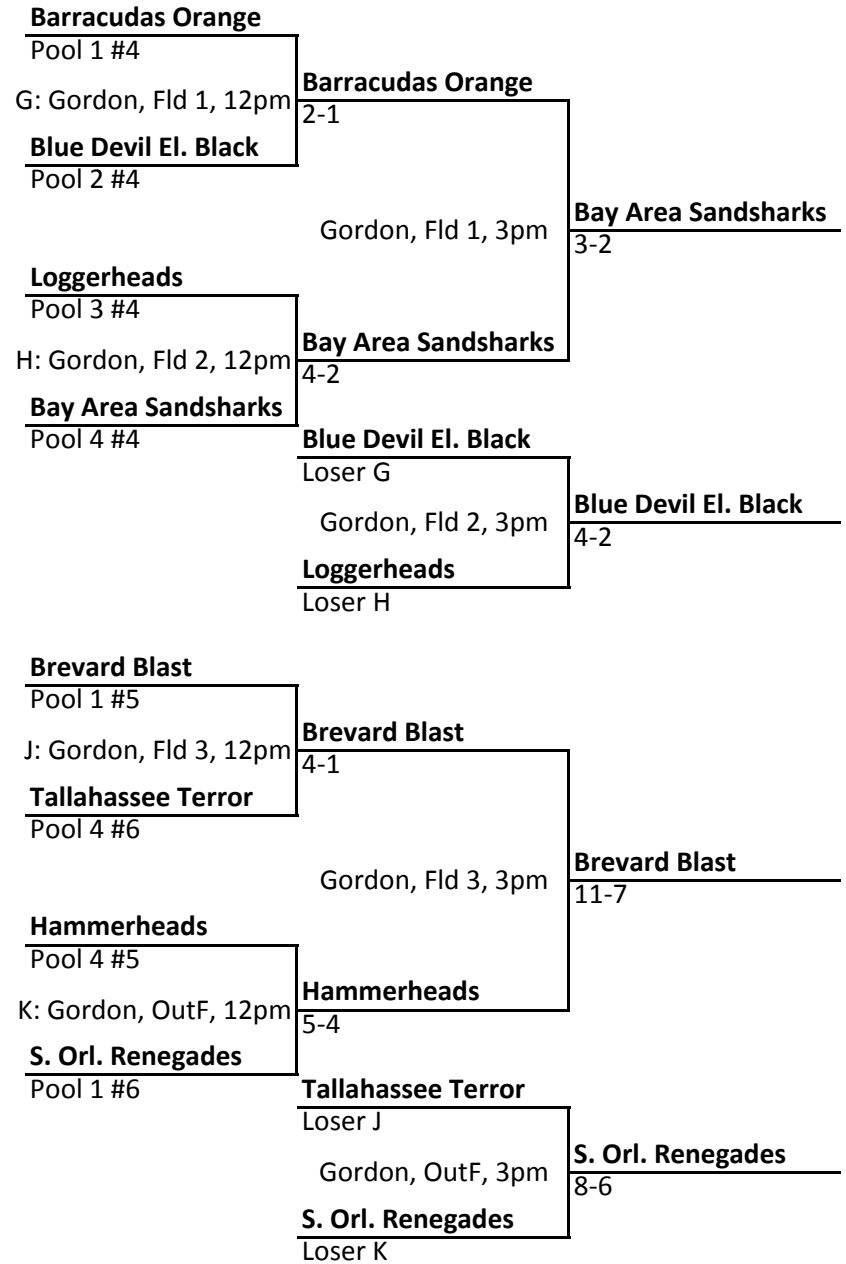 Barracudas Orange
Pool 1 #4
G: Gordon, Fld 1, 12pm
Barracudas Orange
2-1
Blue Devil El. Black
Pool 2 #4
Gordon, Fld 1, 3pm
Bay Area Sandsharks
3-2
Loggerheads
Pool 3 #4
H: Gordon, Fld 2, 12pm
Bay Area Sandsharks
4-2
Bay Area Sandsharks
Pool 4 #4
Blue Devil El. Black
Loser G
Gordon, Fld 2, 3pm
Blue Devil El. Black
4-2
Loggerheads
Loser H
Brevard Blast
Pool 1 #5
J: Gordon, Fld 3, 12pm
Brevard Blast
4-1
Tallahassee Terror
Pool 4 #6
Gordon, Fld 3, 3pm
Brevard Blast
11-7
Hammerheads
Pool 4 #5
K: Gordon, OutF, 12pm
Hammerheads
5-4
S. Orl. Renegades
Pool 1 #6
Tallahassee Terror
Loser J
Gordon, OutF, 3pm
S. Orl. Renegades
8-6
S. Orl. Renegades
Loser K